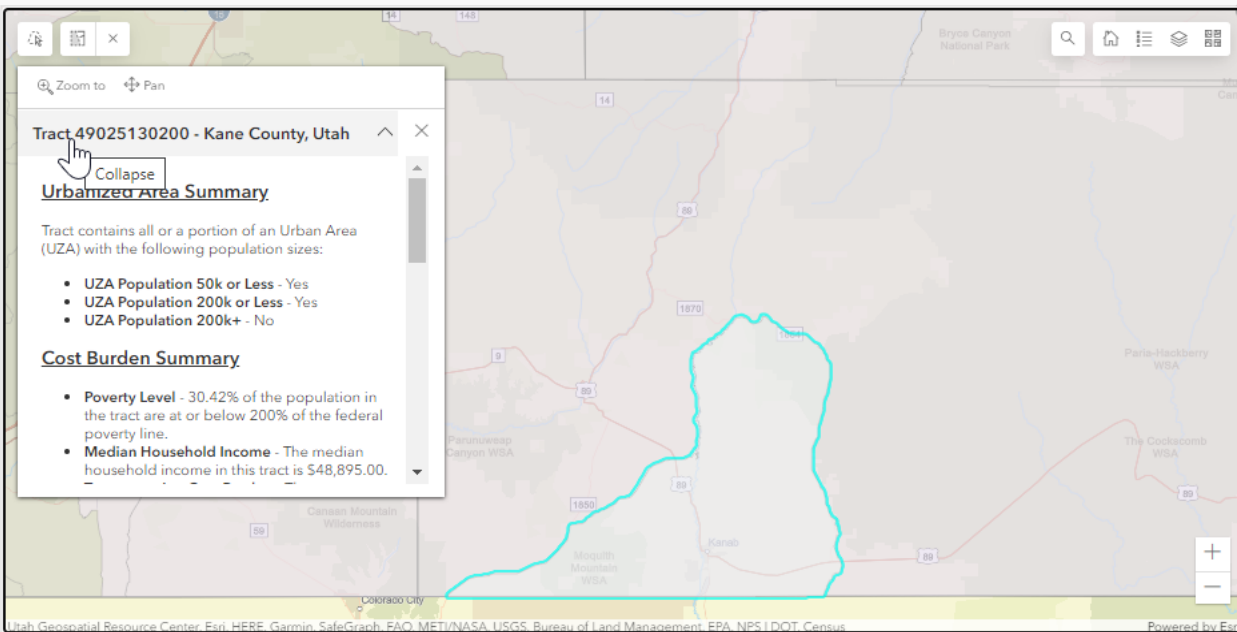 15
14
148
Bryce Canyon
National Park
Zoom to
Pan
14
Tract 49025130200 - Kane County, Utah
Collapse
Urbanized Area Summary
Tract contains all or a portion of an Urban Area
(UZA) with the following population sizes:
UZA Population 50k or Less - Yes
UZA Population 200k or Less - Yes
UZA Population 200k+ - No
Cost Burden Summary
Poverty Level - 30.42% of the population in
the tract are at or below 200% of the federal
poverty line.
Median Household Income - The median
household income in this tract is $48,895.00.
89
1870
1864
9
89
Paria-Hackberry
WSA
Parunuweap
Canyon WSA
The Cockscomb
WSA
89
89
1850
Canaan Mountain
Wilderness
59
Kanab
Moquith
Mountain
WSA
89
Colorado City
Utah Geospatial Resource Center, Esri, HERE, Garmin, SafeGraph, FAO, METI/NASA, USGS, Bureau of Land Management, EPA, NPS | DOT, Census
Powered by Esri